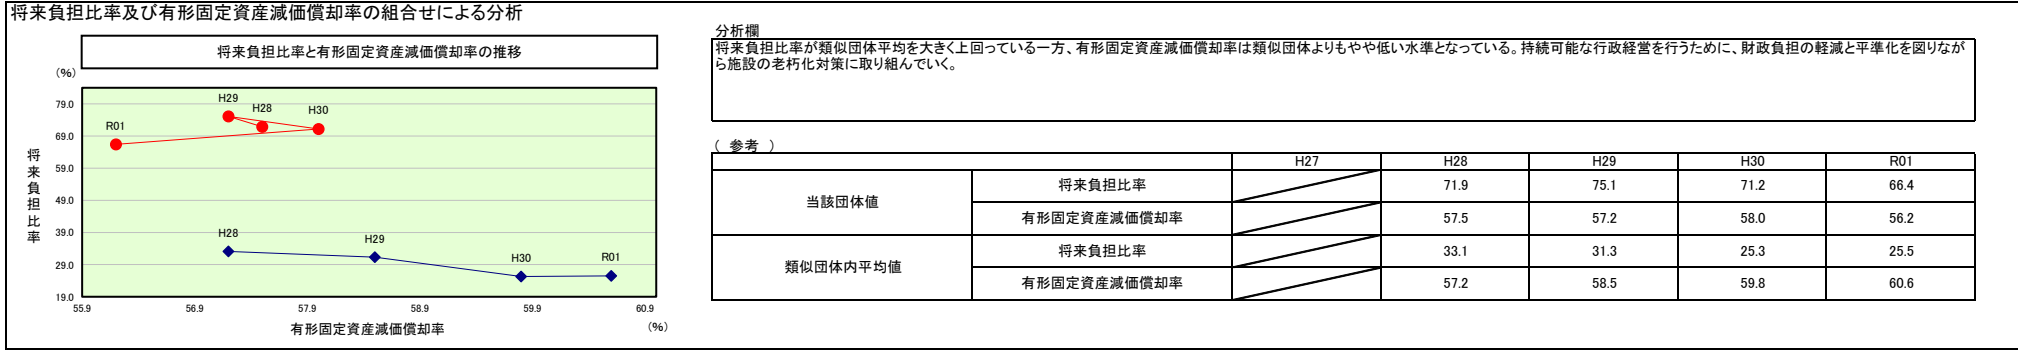 将来負担比率及び有形固定資産減価償却率の組合せによる分析
将来負担比率と有形固定資産減価償却率の推移
(%)
将来負担比率
79.0
69.0
59.0
49.0
39.0
29.0
19.0
H29
H28
H30
R01
H28
H29
H30
R01
55.9
56.9
57.9
58.9
59.9
60.9
有形固定資産減価償却率
(%)
分析欄
将来負担比率が類似団体平均を大きく上回っている一方、有形固定資産減価償却率は類似団体よりもやや低い水準となっている。持続可能な行政経営を行うために、財政負担の軽減と平準化を図りなが
ら施設の老朽化対策に取り組んでいく。
( 参考 )
H27 H28 H29 H30 R01
当該団体値
将来負担比率 71.9 75.1 71.2 66.4
有形固定資産減価償却率 57.5 57.2 58.0 56.2
類似団体内平均値
将来負担比率 33.1 31.3 25.3 25.5
有形固定資産減価償却率 57.2 58.5 59.8 60.6